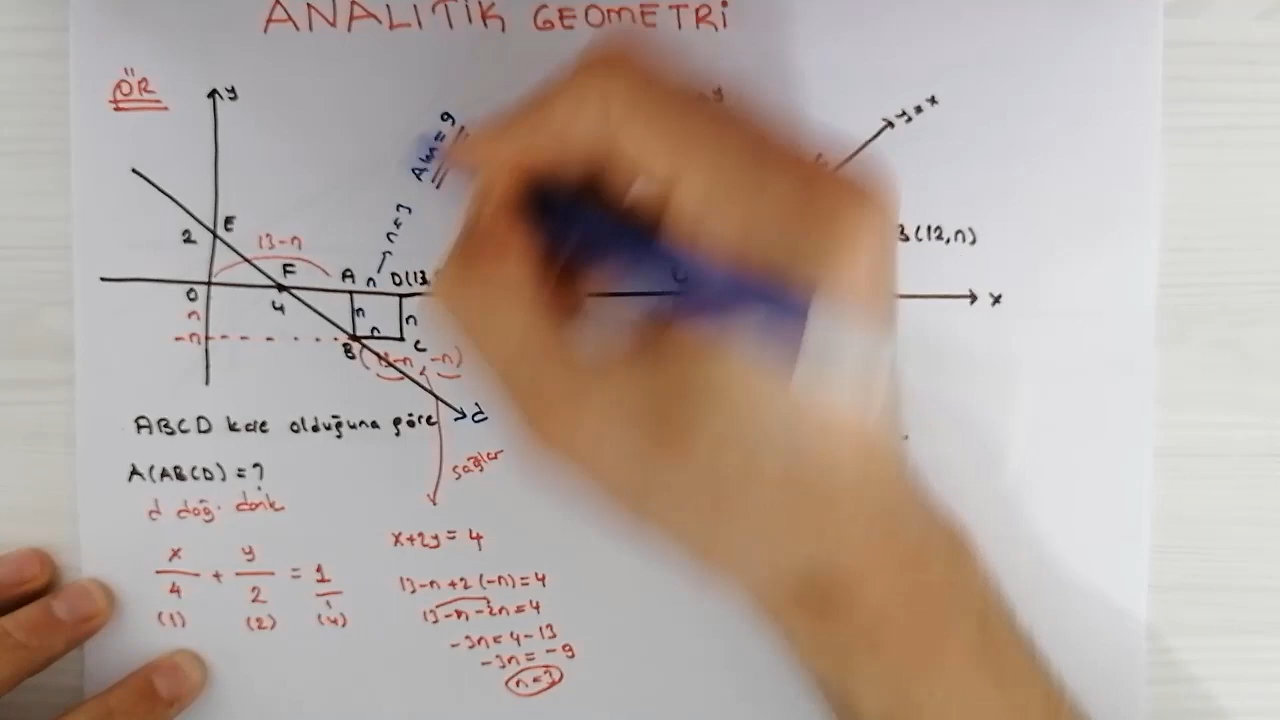 ANALİTİK GEOMETRİ
ÖR
y
y
y=x
Alan=9
n=3
2
E
13-n
3(12,n)
F
A
n
D(13
x
0
4
n
n
n
n
-n
B
C
(13-n, -n)
d
ABCD kare olduğuna göre
A(ABCD)=?
sağlar
d doğ. denk
x+2y=4
x/4 + y/2 = 1
(1) (2) (4)
13-n+2(-n)=4
13-n-2n=4
-3n=4-13
-3n=-9
n=3